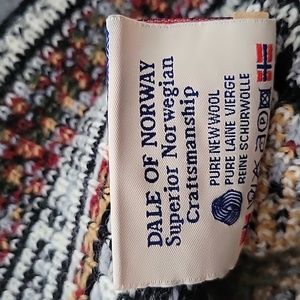 DALE OF NORWAY
Superior Norwegian
Craftsmanship
PURE NEW WOOL
PURE LAINE VIERGE
REINE SCHURWOLLE